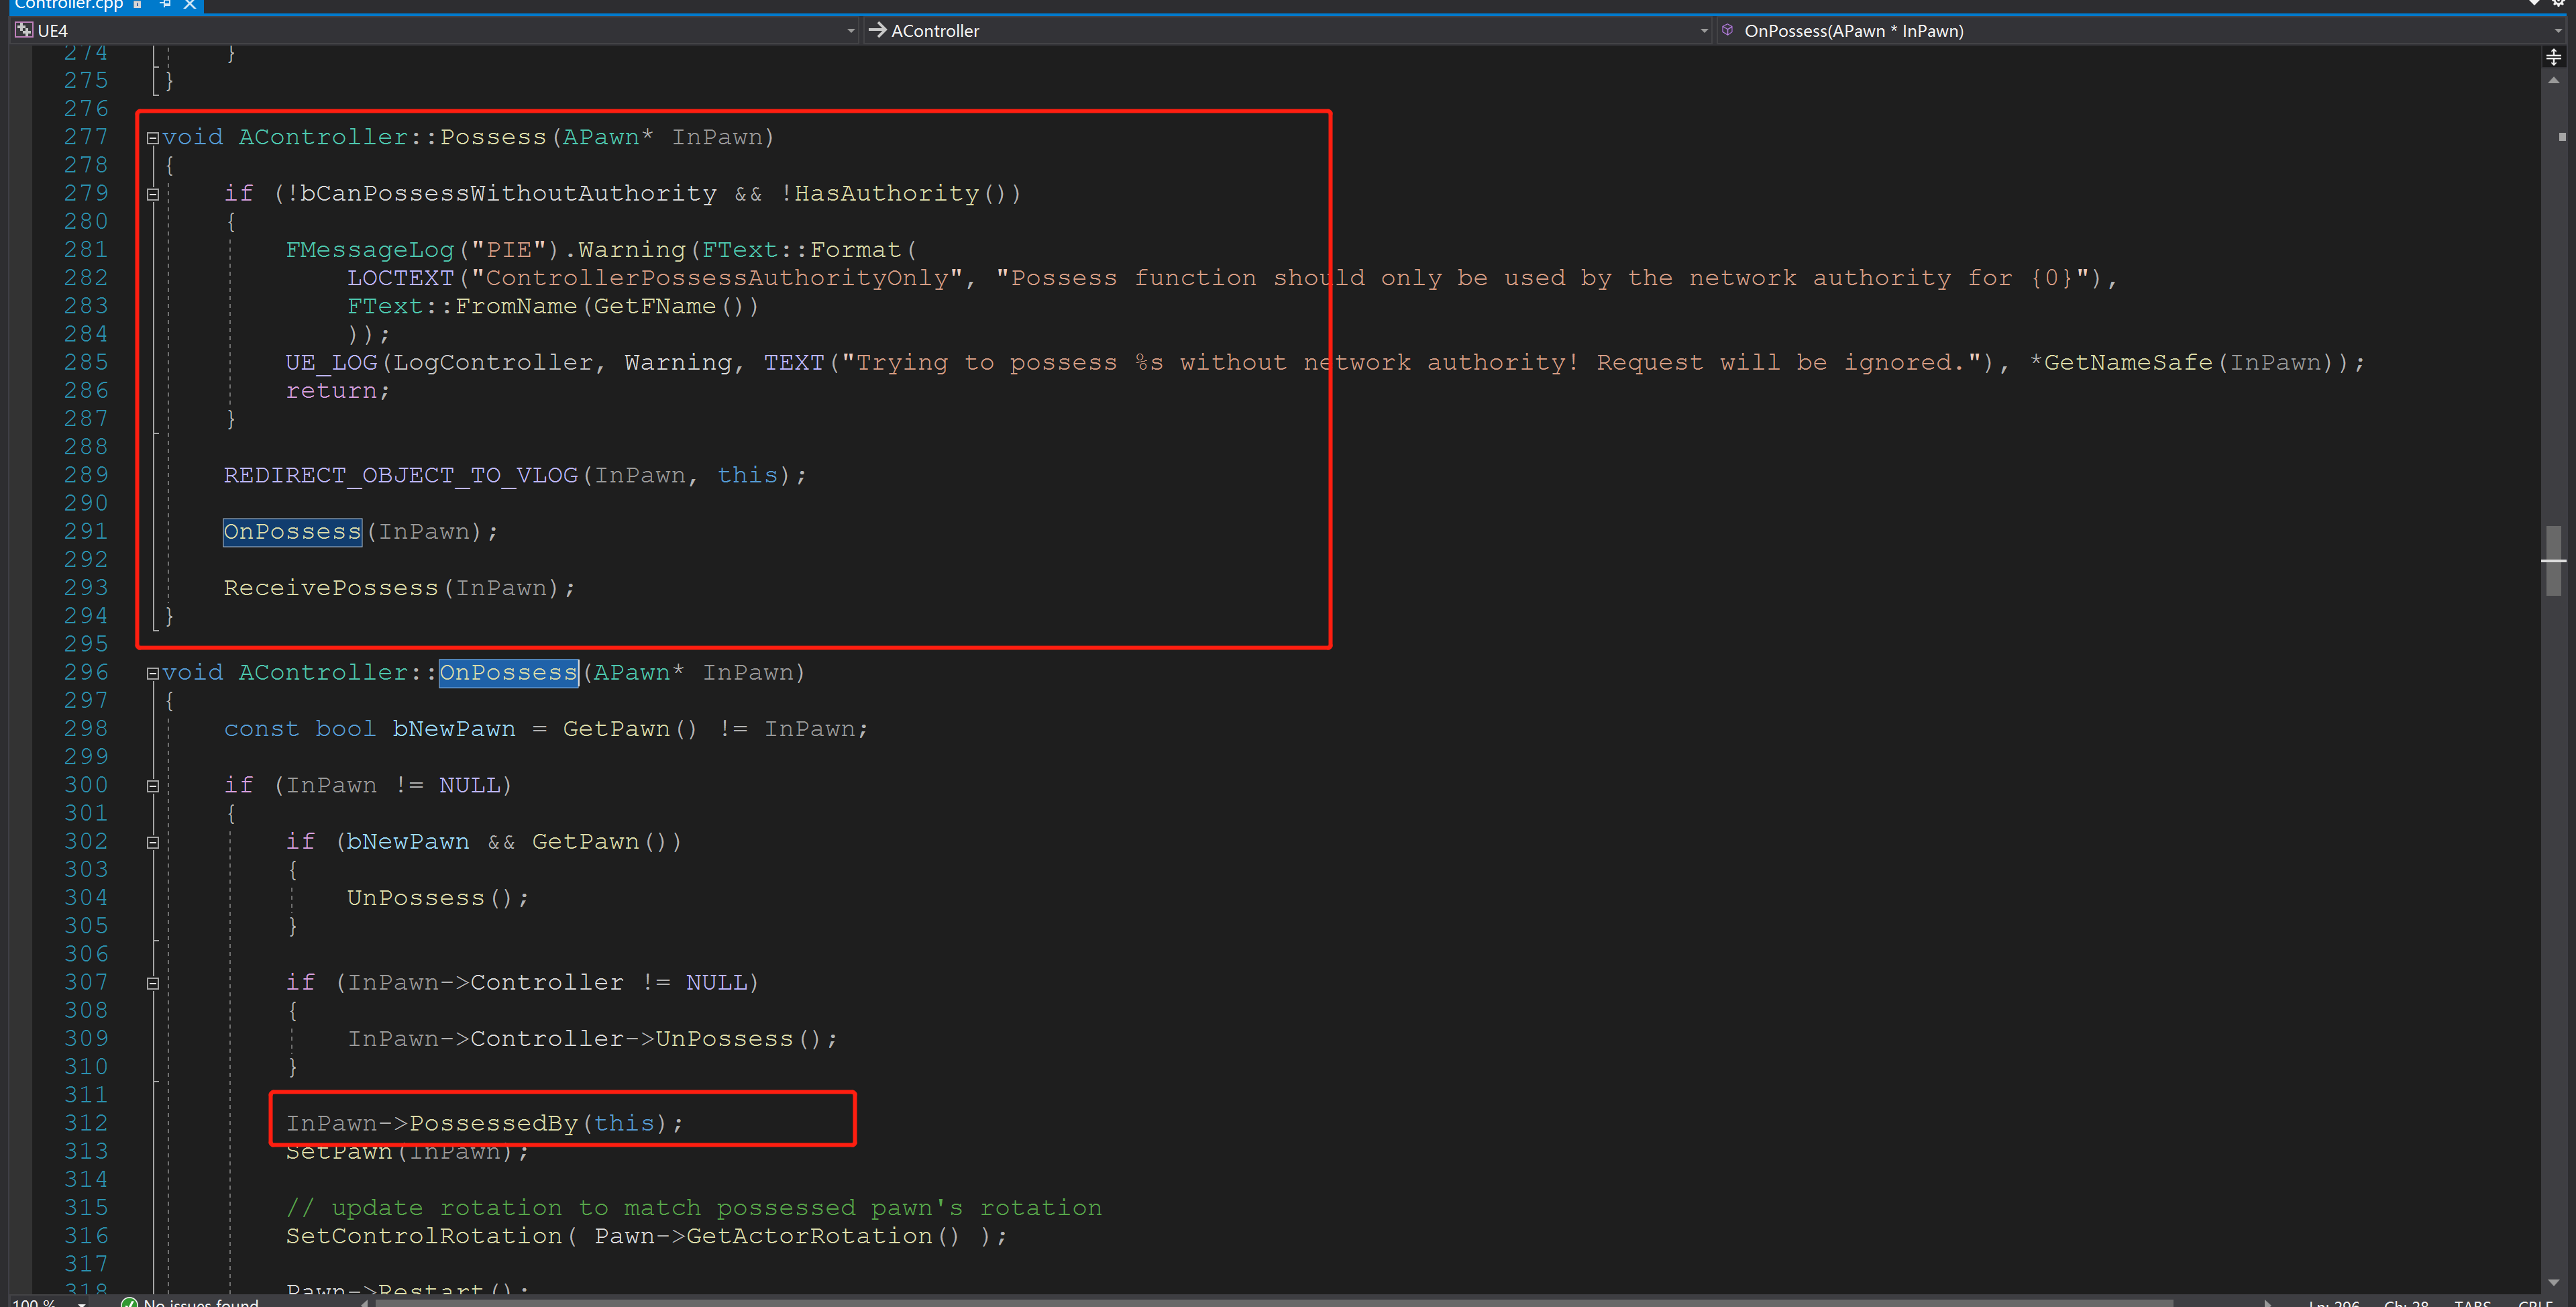 Controller.cpp
UE4 AController OnPossess(APawn * InPawn)
274 }
275 }
276
277 void AController::Possess(APawn* InPawn)
278 {
279 if (!bCanPossessWithoutAuthority && !HasAuthority())
280 {
281 FMessageLog("PIE").Warning(FText::Format(
282 LOCTEXT("ControllerPossessAuthorityOnly", "Possess function should only be used by the network authority for {0}"),
283 FText::FromName(GetFName())
284 ));
285 UE_LOG(LogController, Warning, TEXT("Trying to possess %s without network authority! Request will be ignored."), *GetNameSafe(InPawn));
286 return;
287 }
288
289 REDIRECT_OBJECT_TO_VLOG(InPawn, this);
290
291 OnPossess(InPawn);
292
293 ReceivePossess(InPawn);
294 }
295
296 void AController::OnPossess(APawn* InPawn)
297 {
298 const bool bNewPawn = GetPawn() != InPawn;
299
300 if (InPawn != NULL)
301 {
302 if (bNewPawn && GetPawn())
303 {
304 UnPossess();
305 }
306
307 if (InPawn->Controller != NULL)
308 {
309 InPawn->Controller->UnPossess();
310 }
311
312 InPawn->PossessedBy(this);
313 SetPawn(InPawn);
314
315 // update rotation to match possessed pawn's rotation
316 SetControlRotation( Pawn->GetActorRotation() );
317
318 Pawn->Restart();
100 % No issues found Ln: 296 Ch: 28 TABS CRLF